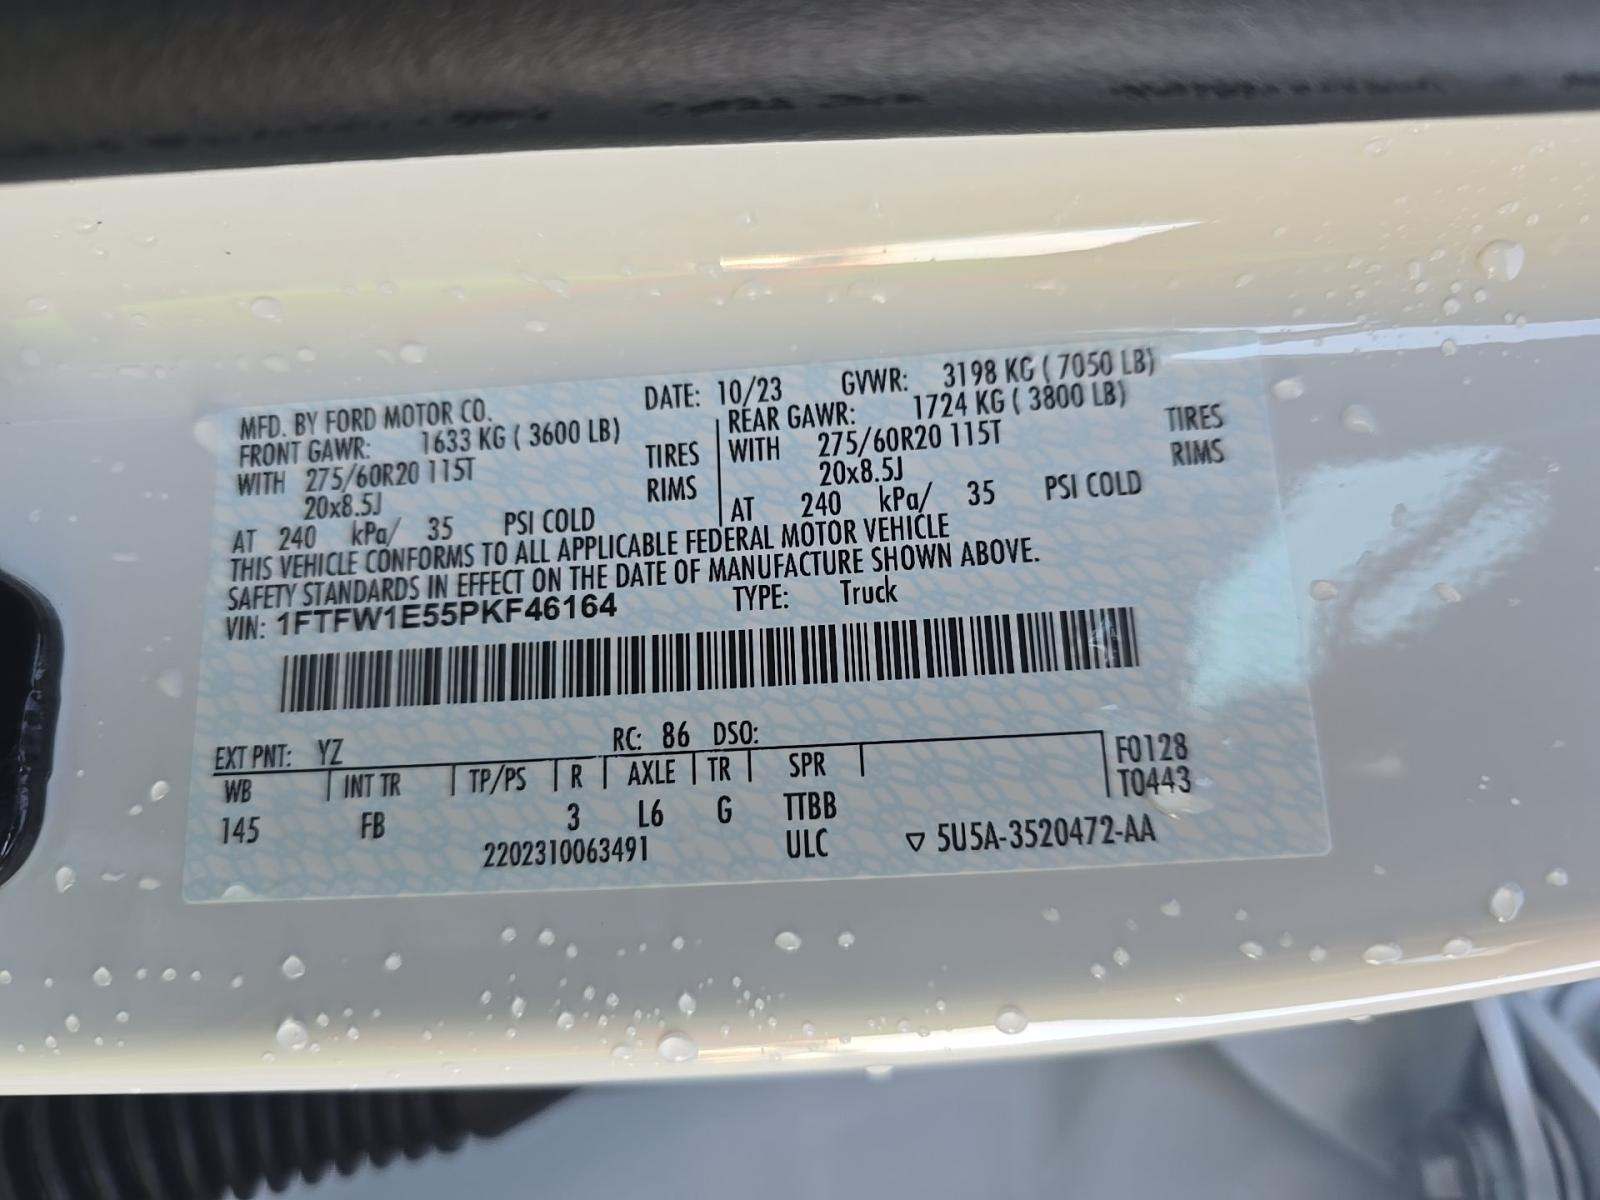 MFD. BY FORD MOTOR CO. DATE: 10/23 GVWR: 3198 KG ( 7050 LB)
FRONT GAWR: 1633 KG ( 3600 LB) REAR GAWR: 1724 KG ( 3800 LB)
WITH 275/60R20 115T TIRES WITH 275/60R20 115T TIRES
20x8.5J RIMS 20x8.5J RIMS
AT 240 kPa/ 35 PSI COLD AT 240 kPa/ 35 PSI COLD
THIS VEHICLE CONFORMS TO ALL APPLICABLE FEDERAL MOTOR VEHICLE
SAFETY STANDARDS IN EFFECT ON THE DATE OF MANUFACTURE SHOWN ABOVE.
VIN: 1FTFW1E55PKF46164 TYPE: Truck
EXT PNT: YZ RC: 86 DSO:
WB INT TR TP/PS R AXLE TR SPR F0128
T0443
145 FB 3 L6 G TTBB
2202310063491 ULC ▽ 5U5A-3520472-AA